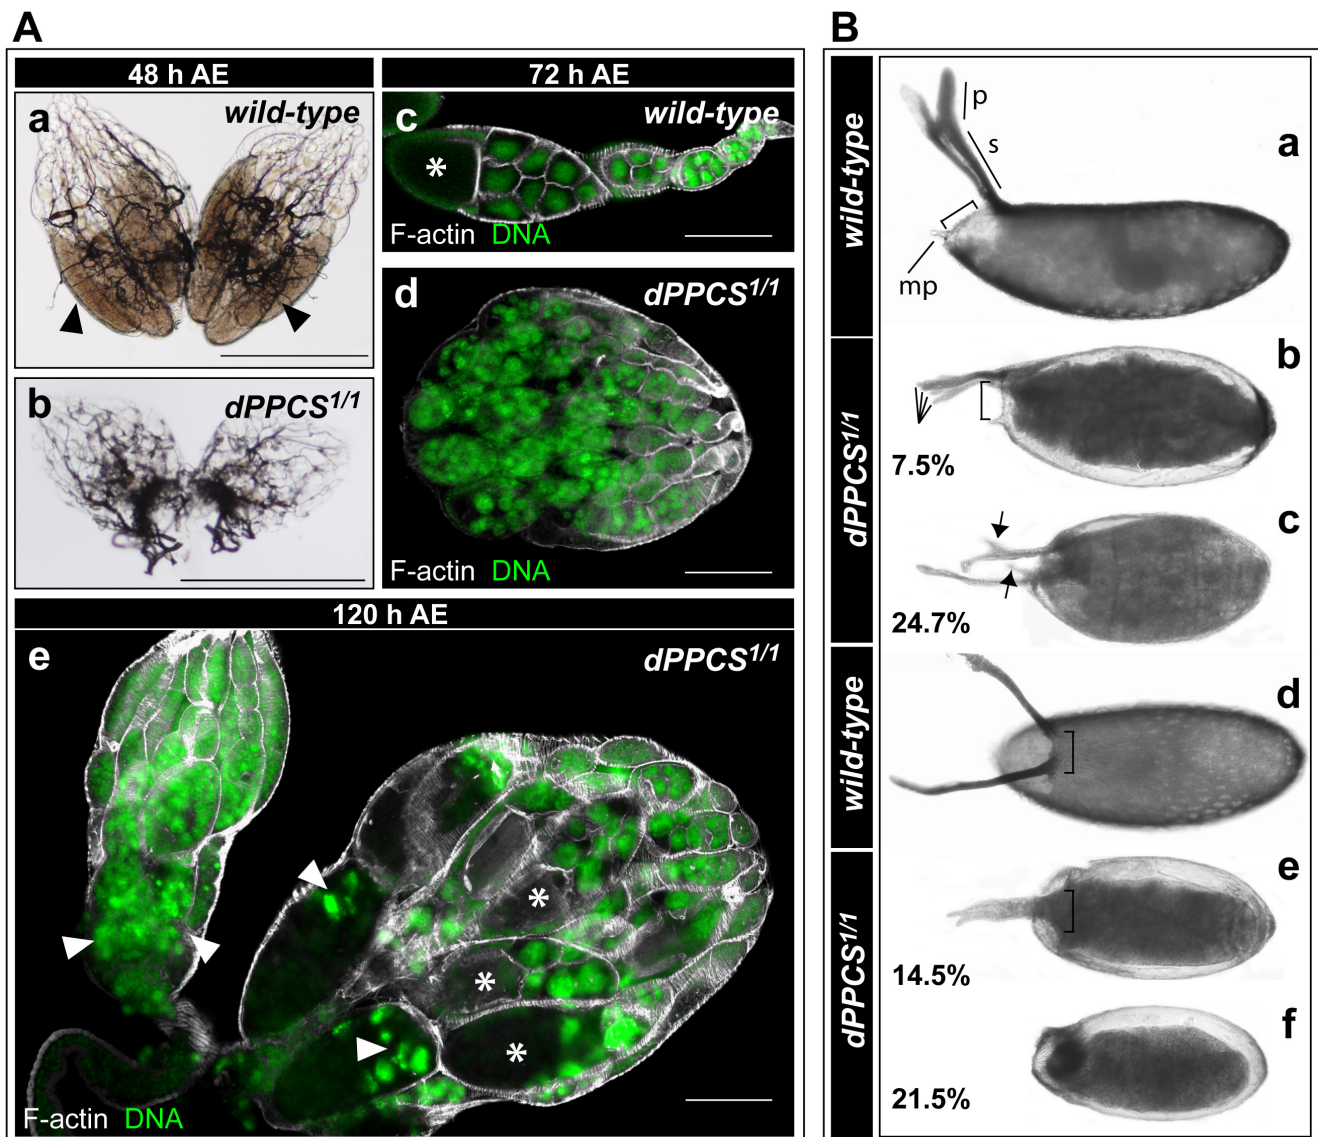 A
48 h AE
a
wild-type
b
dPPCS1/1
72 h AE
c
wild-type
*
F-actin DNA
d
dPPCS1/1
F-actin DNA
120 h AE
e
dPPCS1/1
*
*
*
F-actin DNA
B
wild-type
a
p
s
mp
dPPCS1/1
b
7.5%
c
24.7%
wild-type
d
dPPCS1/1
e
14.5%
f
21.5%